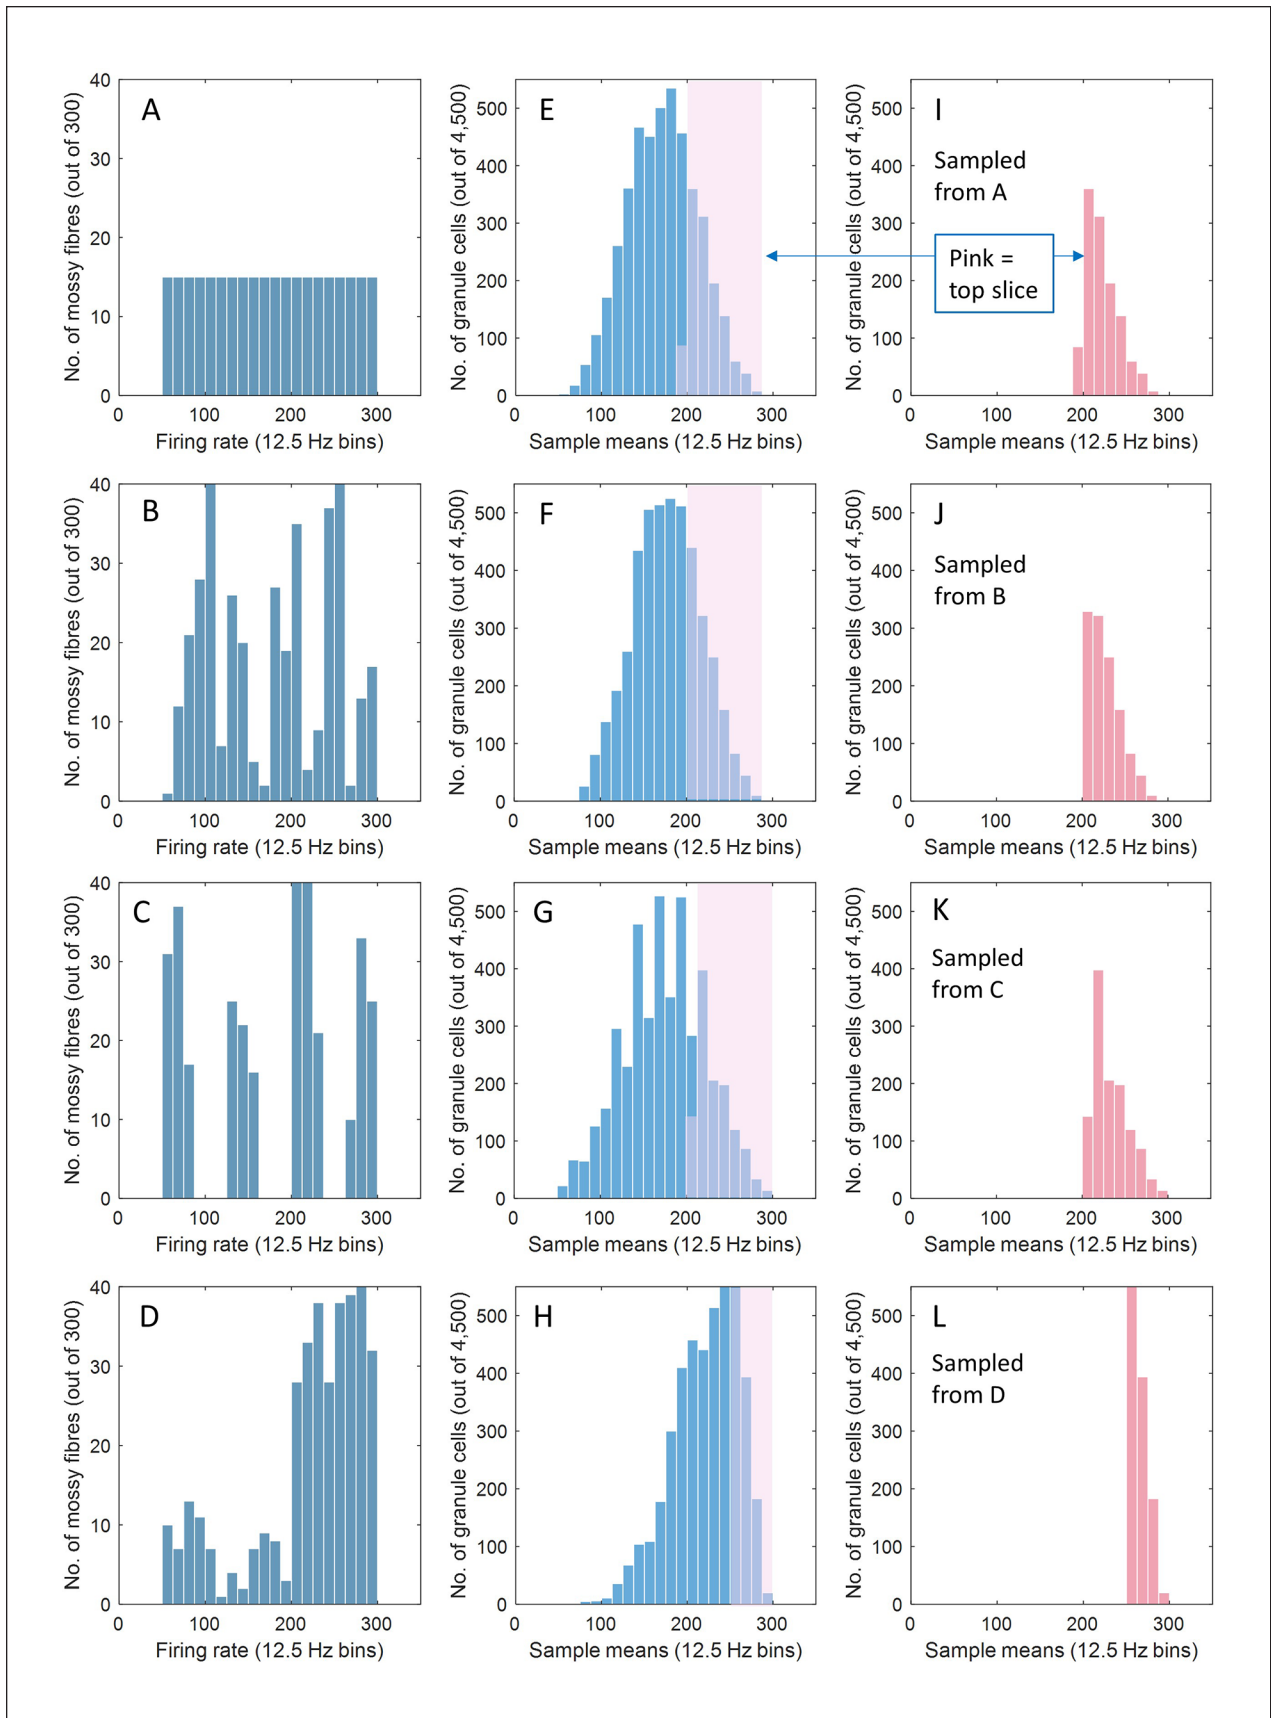 A
No. of mossy fibres (out of 300)
40
30
20
10
0
0 100 200 300
Firing rate (12.5 Hz bins)
E
No. of granule cells (out of 4,500)
500
400
300
200
100
0
0 100 200 300
Sample means (12.5 Hz bins)
I
Sampled
from A
Pink =
top slice
No. of granule cells (out of 4,500)
500
400
300
200
100
0
0 100 200 300
Sample means (12.5 Hz bins)
B
No. of mossy fibres (out of 300)
40
30
20
10
0
0 100 200 300
Firing rate (12.5 Hz bins)
F
No. of granule cells (out of 4,500)
500
400
300
200
100
0
0 100 200 300
Sample means (12.5 Hz bins)
J
Sampled
from B
No. of granule cells (out of 4,500)
500
400
300
200
100
0
0 100 200 300
Sample means (12.5 Hz bins)
C
No. of mossy fibres (out of 300)
40
30
20
10
0
0 100 200 300
Firing rate (12.5 Hz bins)
G
No. of granule cells (out of 4,500)
500
400
300
200
100
0
0 100 200 300
Sample means (12.5 Hz bins)
K
Sampled
from C
No. of granule cells (out of 4,500)
500
400
300
200
100
0
0 100 200 300
Sample means (12.5 Hz bins)
D
No. of mossy fibres (out of 300)
40
30
20
10
0
0 100 200 300
Firing rate (12.5 Hz bins)
H
No. of granule cells (out of 4,500)
500
400
300
200
100
0
0 100 200 300
Sample means (12.5 Hz bins)
L
Sampled
from D
No. of granule cells (out of 4,500)
500
400
300
200
100
0
0 100 200 300
Sample means (12.5 Hz bins)